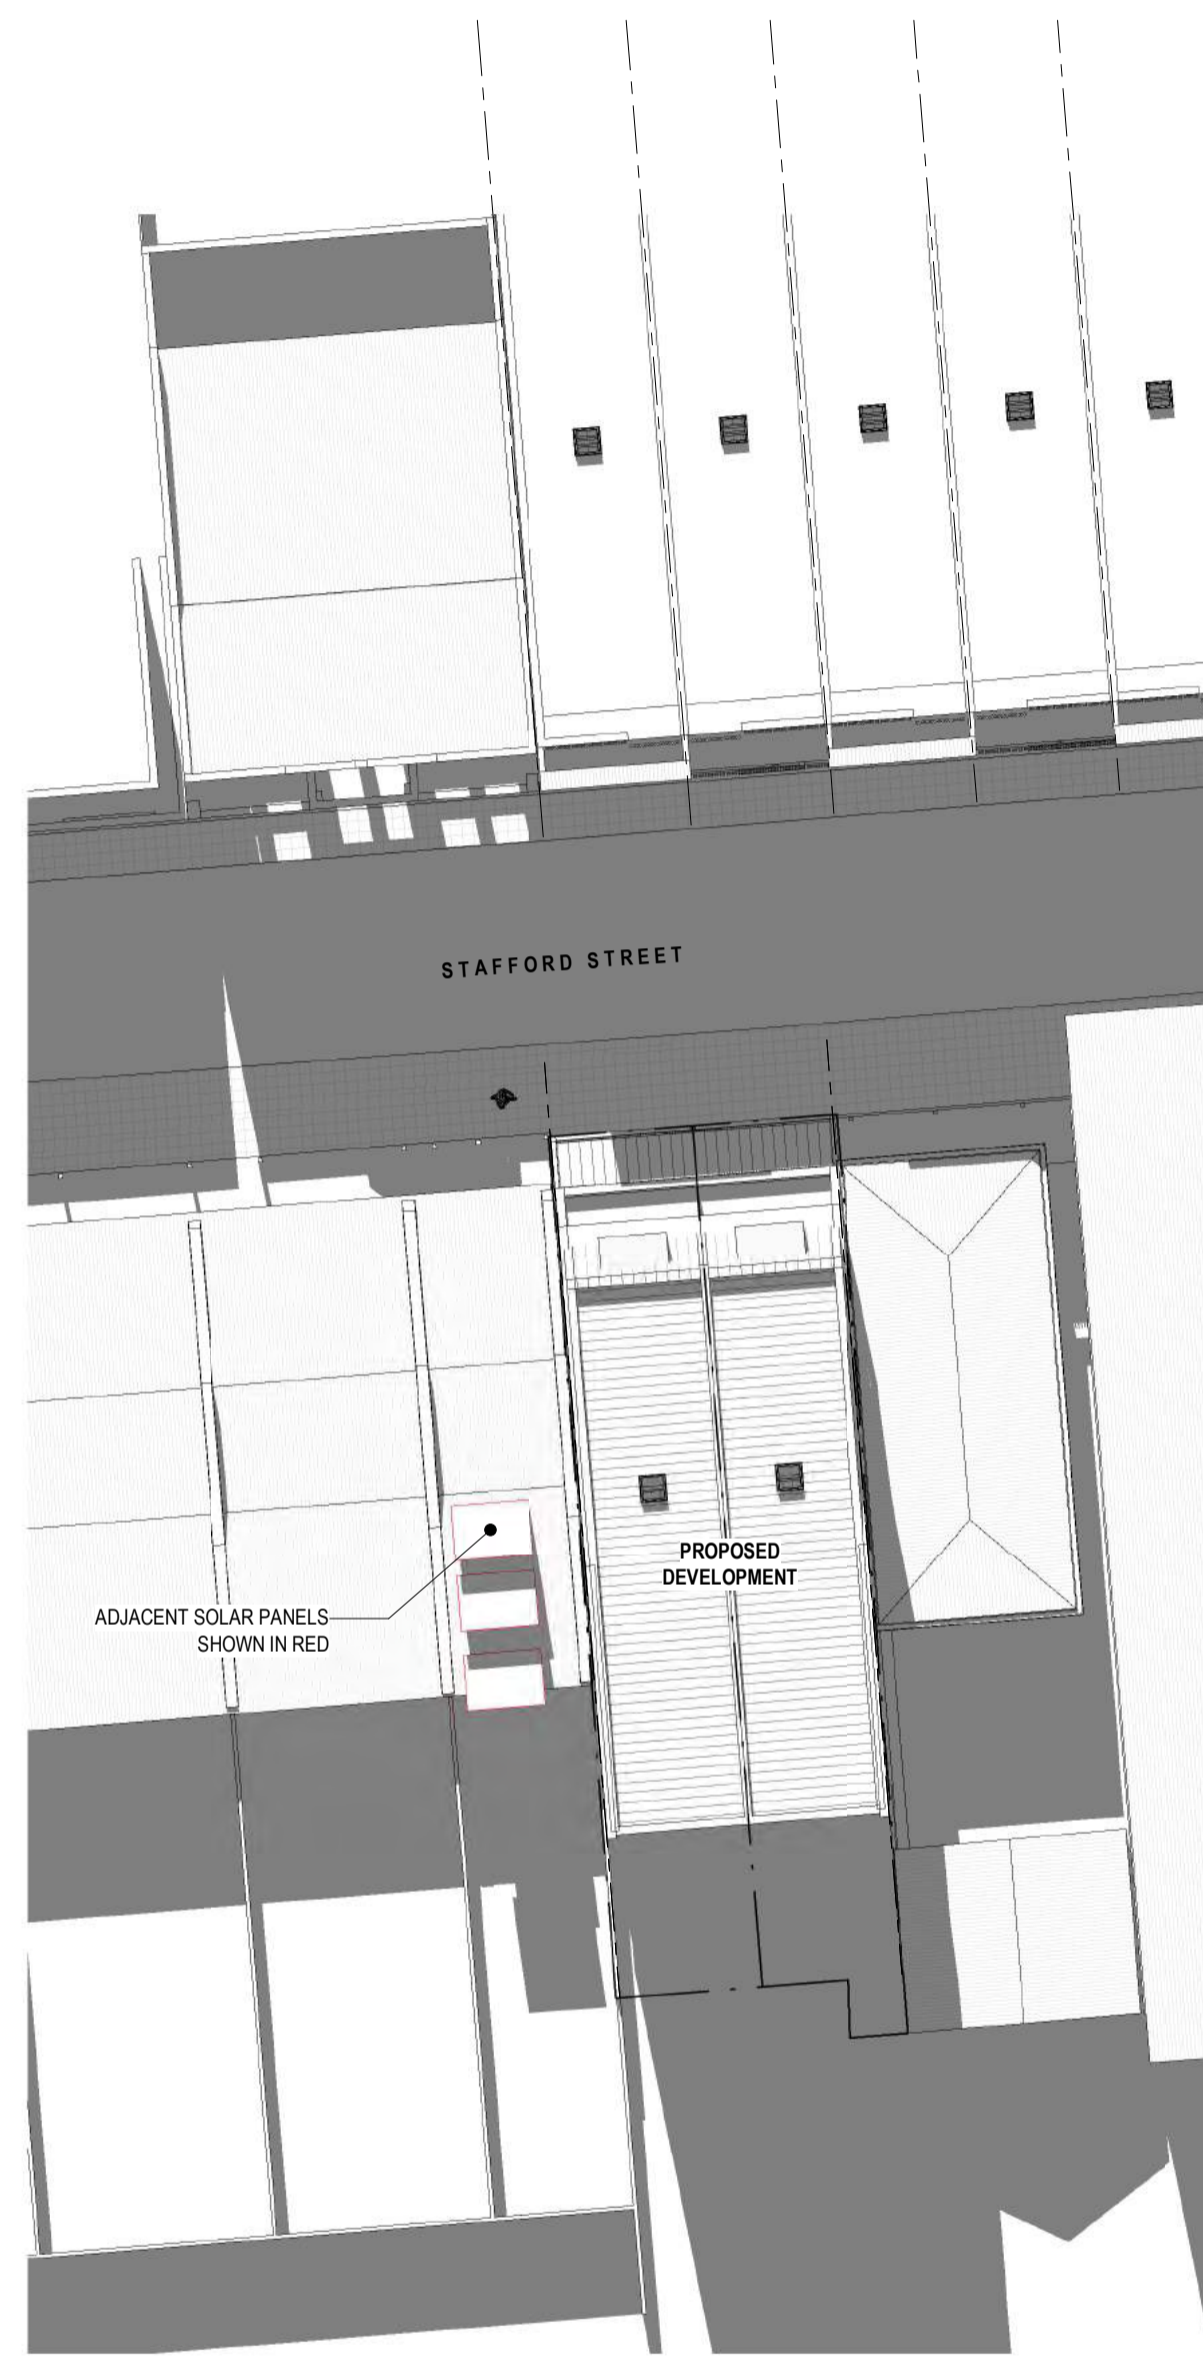 STAFFORD STREET
PROPOSED
DEVELOPMENT
ADJACENT SOLAR PANELS
SHOWN IN RED